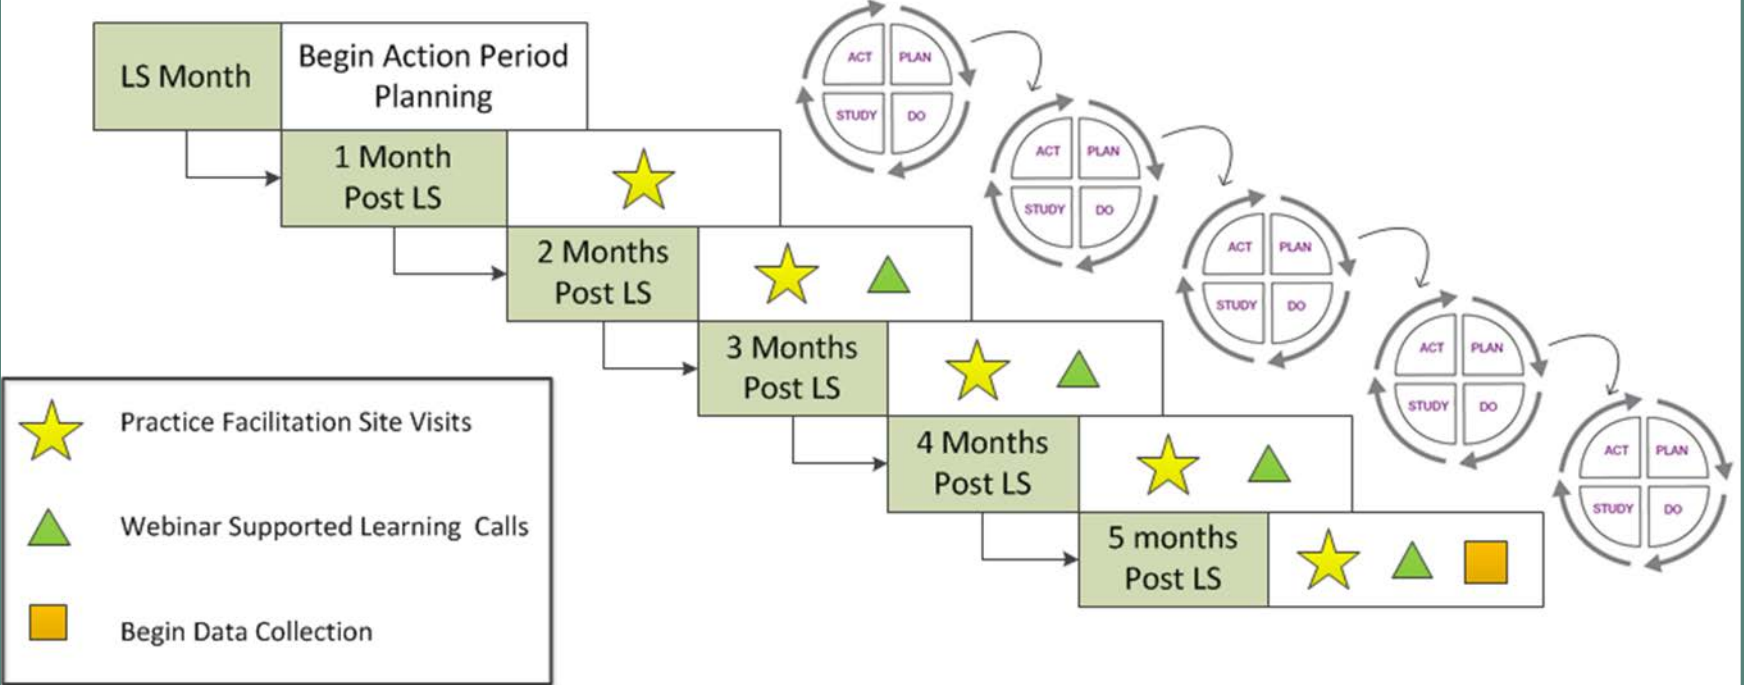 LS Month
Begin Action Period
Planning
1 Month
Post LS
2 Months
Post LS
3 Months
Post LS
4 Months
Post LS
5 months
Post LS
ACT PLAN
STUDY DO
ACT PLAN
STUDY DO
ACT PLAN
STUDY DO
ACT PLAN
STUDY DO
ACT PLAN
STUDY DO
Practice Facilitation Site Visits
Webinar Supported Learning Calls
Begin Data Collection